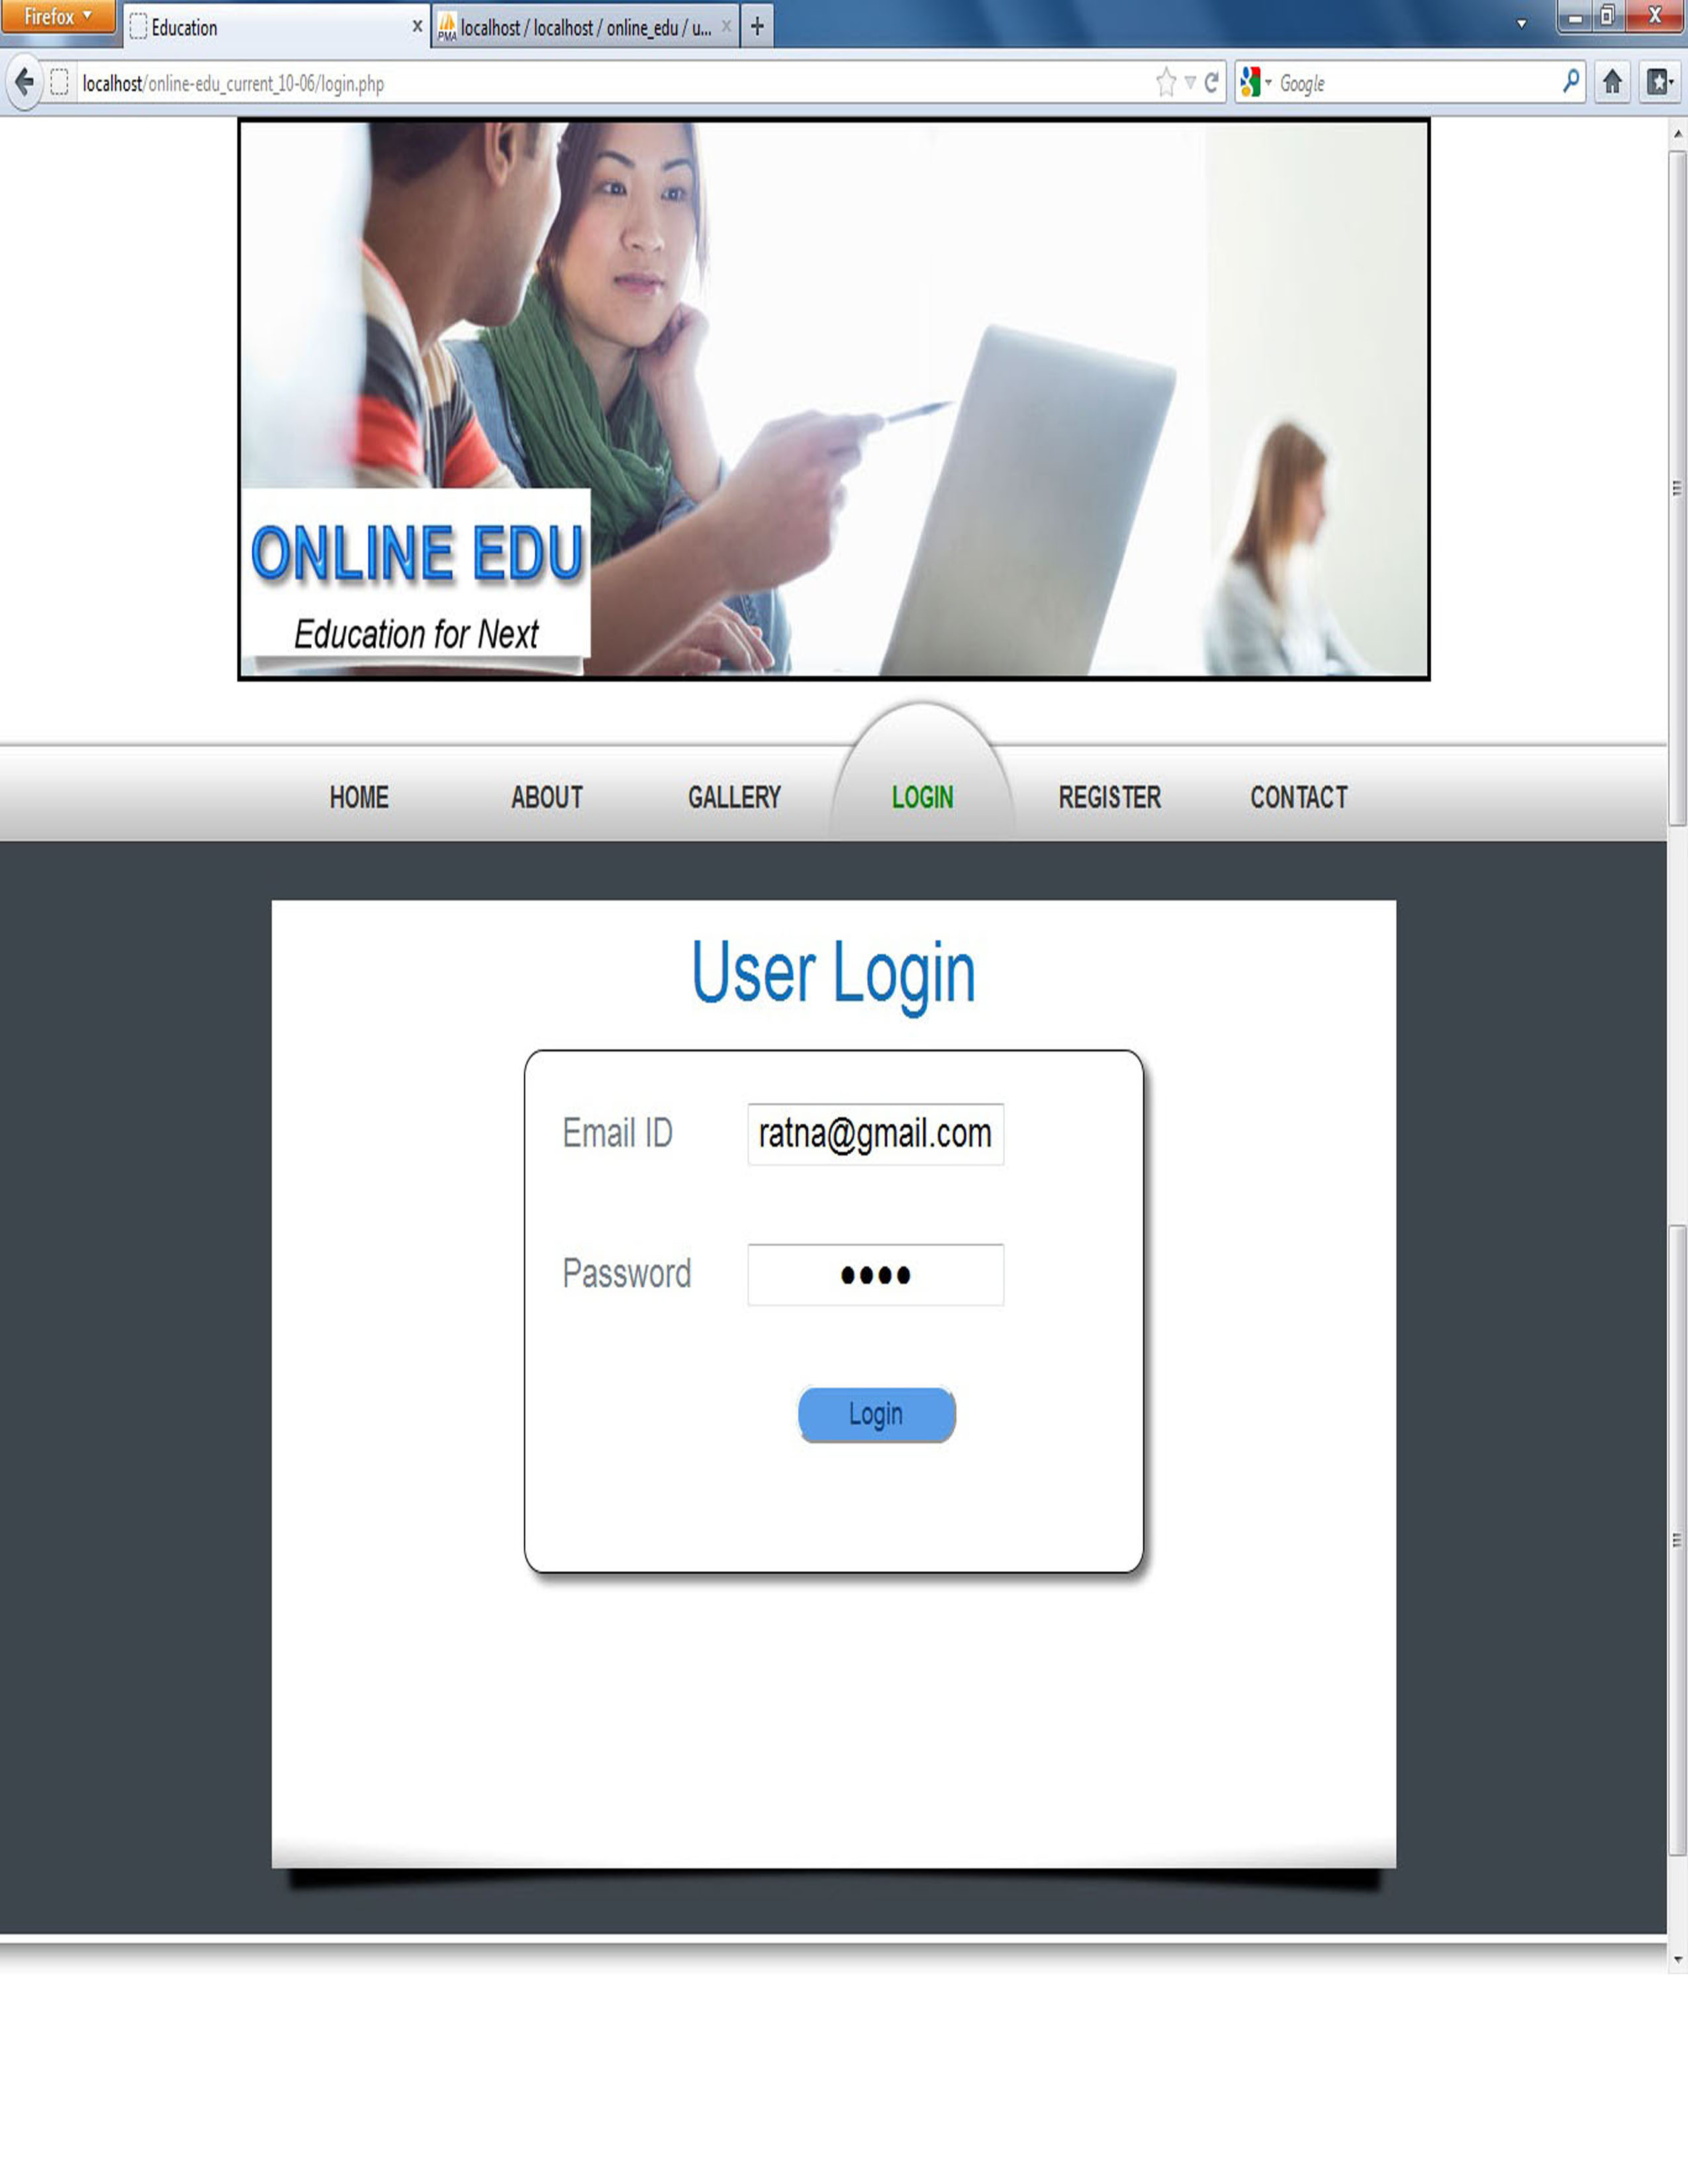 Firefox
Education
localhost / localhost / online_edu / u...
localhost/online-edu_current_10-06/login.php
Google
ONLINE EDU
Education for Next
HOME ABOUT GALLERY LOGIN REGISTER CONTACT
User Login
Email ID ratna@gmail.com
Password ●●●●
Login